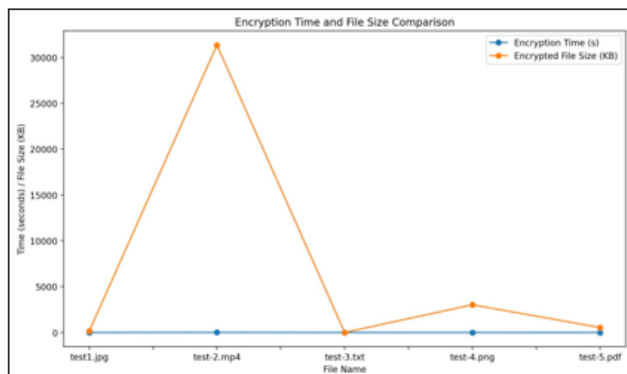 Encryption Time and File Size Comparison
Encryption Time (s)
Encrypted File Size (KB)
30000
25000
20000
15000
10000
5000
0
Time (seconds) / File Size (KB)
test1.jpg test-2.mp4 test-3.txt test-4.png test-5.pdf
File Name